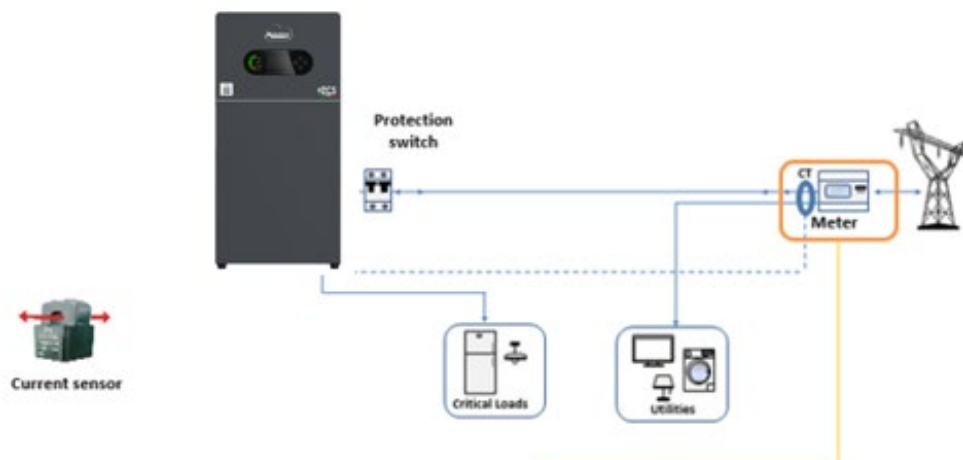 Protection
switch
CT
Meter
Current sensor
Critical Loads
Utilities